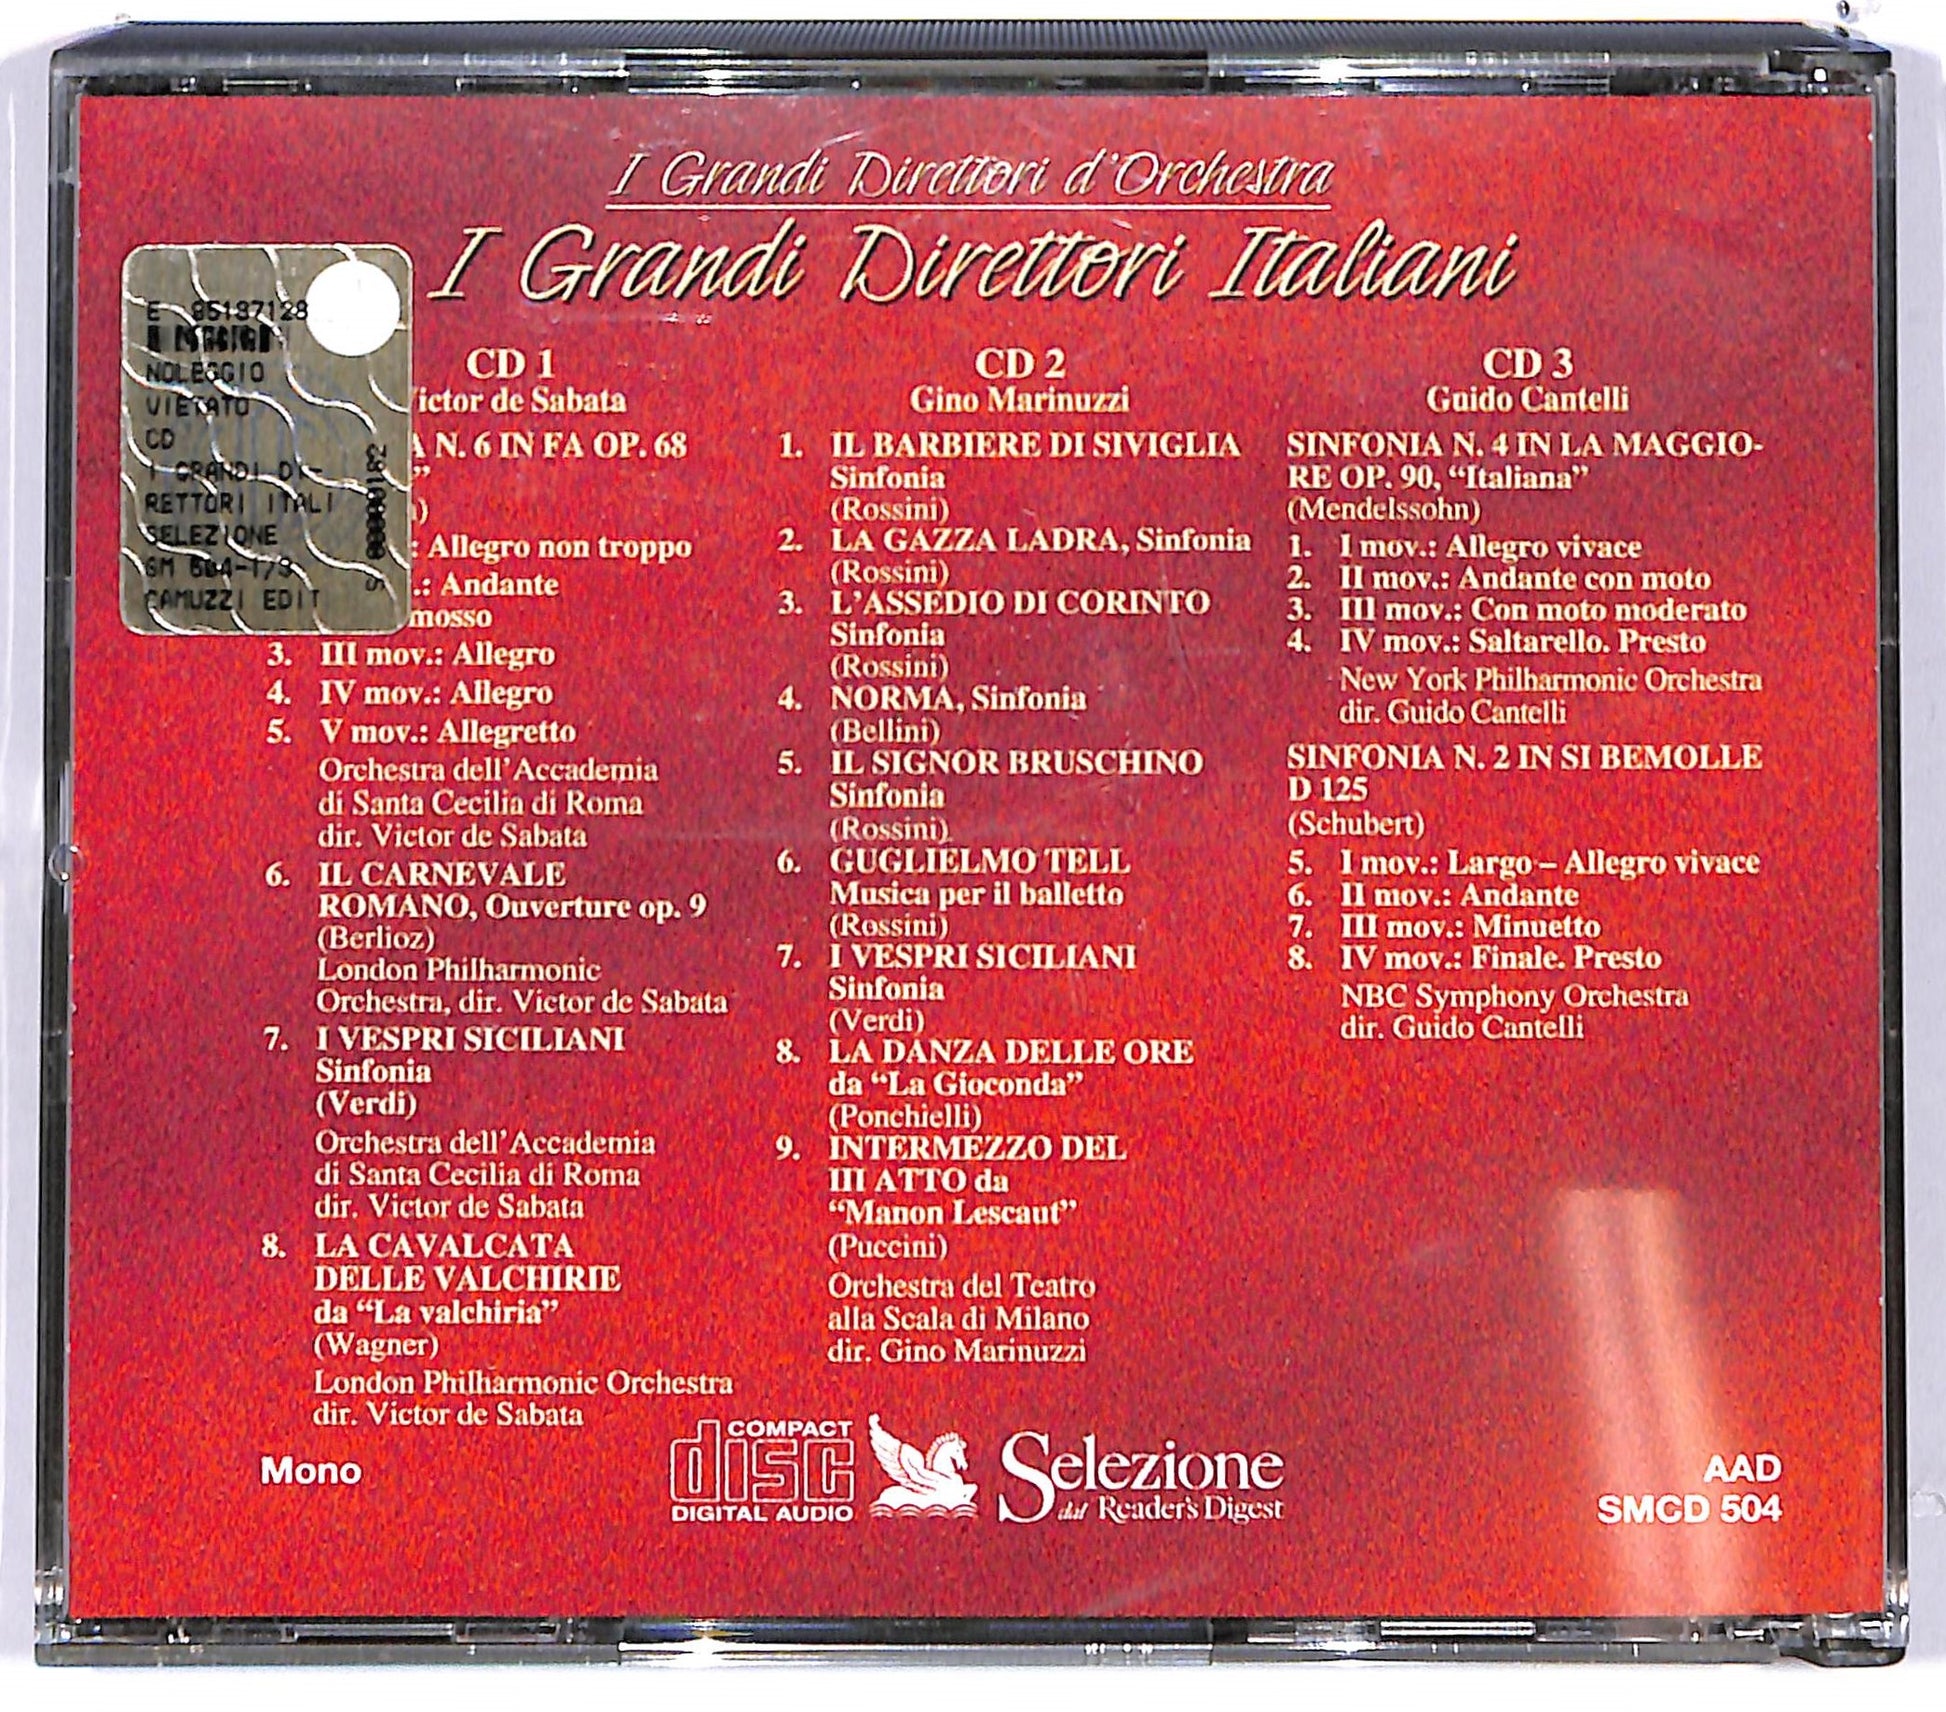 I Grandi Direttori d'Orchestra
I Grandi Direttori Italiani
NOLEGGIO
VIETATO
CD
I GRANDI DI-
RETTORI ITALI
SELEZIONE
CAMUZZI EDIT
CD 1
Victor de Sabata
N. 6 IN FA OP. 68
: Allegro non troppo
.: Andante
mosso
3. III mov.: Allegro
4. IV mov.: Allegro
5. V mov.: Allegretto
Orchestra dell'Accademia
di Santa Cecilia di Roma
dir. Victor de Sabata
6. IL CARNEVALE
ROMANO, Ouverture op. 9
(Berlioz)
London Philharmonic
Orchestra, dir. Victor de Sabata
7. I VESPRI SICILIANI
Sinfonia
(Verdi)
Orchestra dell'Accademia
di Santa Cecilia di Roma
dir. Victor de Sabata
8. LA CAVALCATA
DELLE VALCHIRIE
da “La valchiria”
(Wagner)
London Philharmonic Orchestra
dir. Victor de Sabata
CD 2
Gino Marinuzzi
1. IL BARBIERE DI SIVIGLIA
Sinfonia
(Rossini)
2. LA GAZZA LADRA, Sinfonia
(Rossini)
3. L'ASSEDIO DI CORINTO
Sinfonia
(Rossini)
4. NORMA, Sinfonia
(Bellini)
5. IL SIGNOR BRUSCHINO
Sinfonia
(Rossini)
6. GUGLIELMO TELL
Musica per il balletto
(Rossini)
7. I VESPRI SICILIANI
Sinfonia
(Verdi)
8. LA DANZA DELLE ORE
da “La Gioconda”
(Ponchielli)
9. INTERMEZZO DEL
III ATTO da
“Manon Lescaut”
(Puccini)
Orchestra del Teatro
alla Scala di Milano
dir. Gino Marinuzzi
CD 3
Guido Cantelli
SINFONIA N. 4 IN LA MAGGIO-
RE OP. 90, “Italiana”
(Mendelssohn)
1. I mov.: Allegro vivace
2. II mov.: Andante con moto
3. III mov.: Con moto moderato
4. IV mov.: Saltarello. Presto
New York Philharmonic Orchestra
dir. Guido Cantelli
SINFONIA N. 2 IN SI BEMOLLE
D 125
(Schubert)
5. I mov.: Largo – Allegro vivace
6. II mov.: Andante
7. III mov.: Minuetto
8. IV mov.: Finale. Presto
NBC Symphony Orchestra
dir. Guido Cantelli
Mono
COMPACT
disc
DIGITAL AUDIO
Selezione
dal Reader's Digest
AAD
SMCD 504